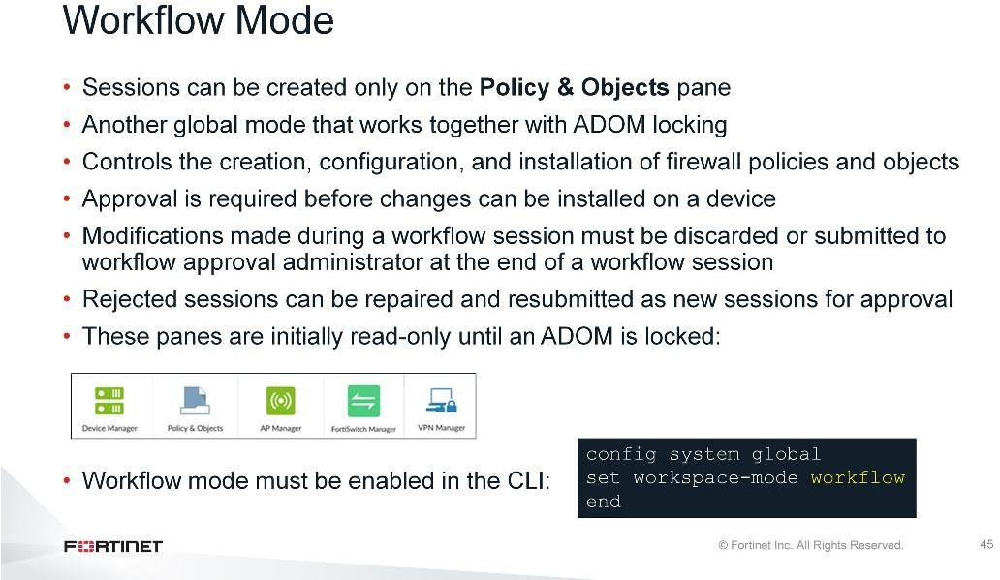 Workflow Mode
• Sessions can be created only on the Policy & Objects pane
• Another global mode that works together with ADOM locking
• Controls the creation, configuration, and installation of firewall policies and objects
• Approval is required before changes can be installed on a device
• Modifications made during a workflow session must be discarded or submitted to
workflow approval administrator at the end of a workflow session
• Rejected sessions can be repaired and resubmitted as new sessions for approval
• These panes are initially read-only until an ADOM is locked:
Device Manager Policy & Objects AP Manager FortiSwitch Manager VPN Manager
• Workflow mode must be enabled in the CLI:
config system global
set workspace-mode workflow
end
FORTINET
© Fortinet Inc. All Rights Reserved.
45